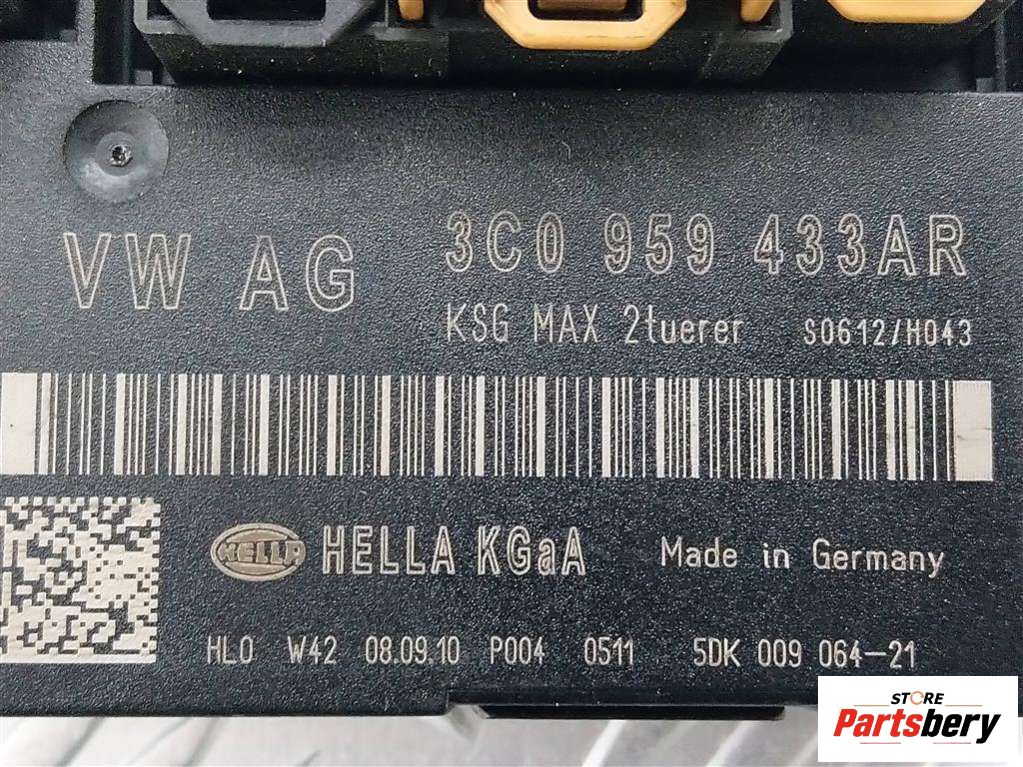 VW AG 3C0 959 433AR
KSG MAX 2tuerer S0612/H043
HELLA HELLA KGaA Made in Germany
HLO W42 08.09.10 P004 0511 5DK 009 064-21
STORE
Partsbery